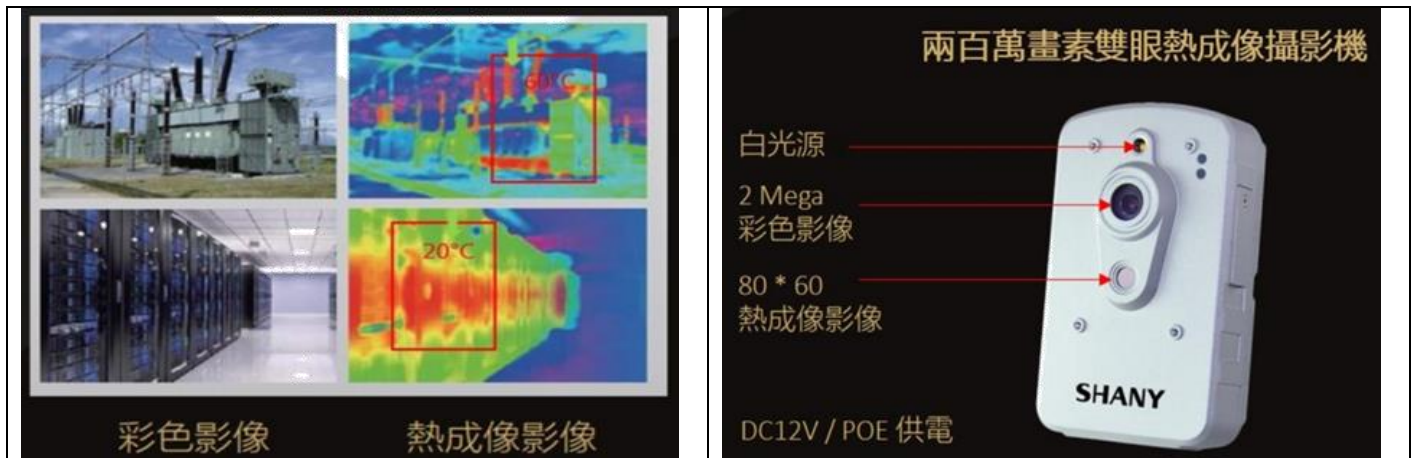 60°C
20°C
彩色影像
熱成像影像
兩百萬畫素雙眼熱成像攝影機
白光源
2 Mega
彩色影像
80 * 60
熱成像影像
SHANY
DC12V / POE 供電